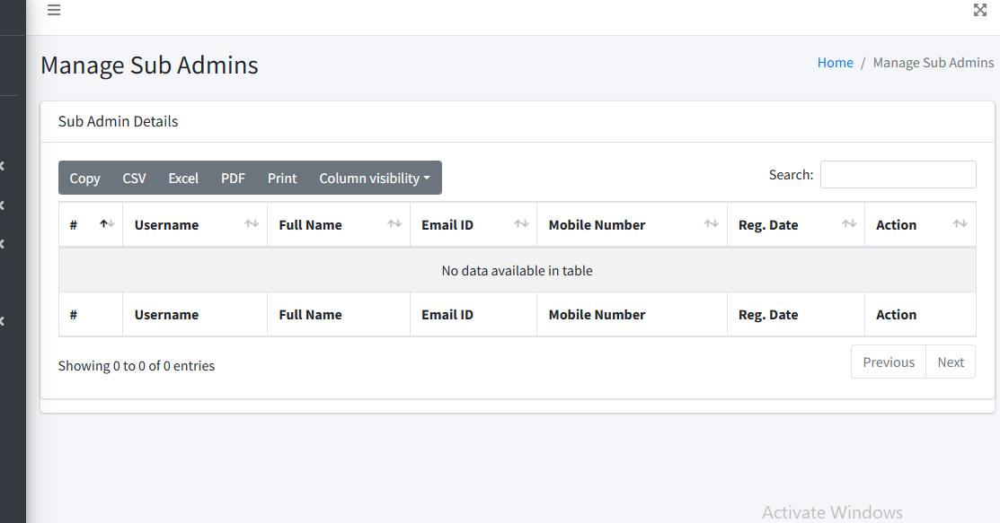 Manage Sub Admins
Home / Manage Sub Admins
Sub Admin Details
Copy CSV Excel PDF Print Column visibility
Search:
# Username Full Name Email ID Mobile Number Reg. Date Action
No data available in table
# Username Full Name Email ID Mobile Number Reg. Date Action
Showing 0 to 0 of 0 entries
Previous Next
Activate Windows